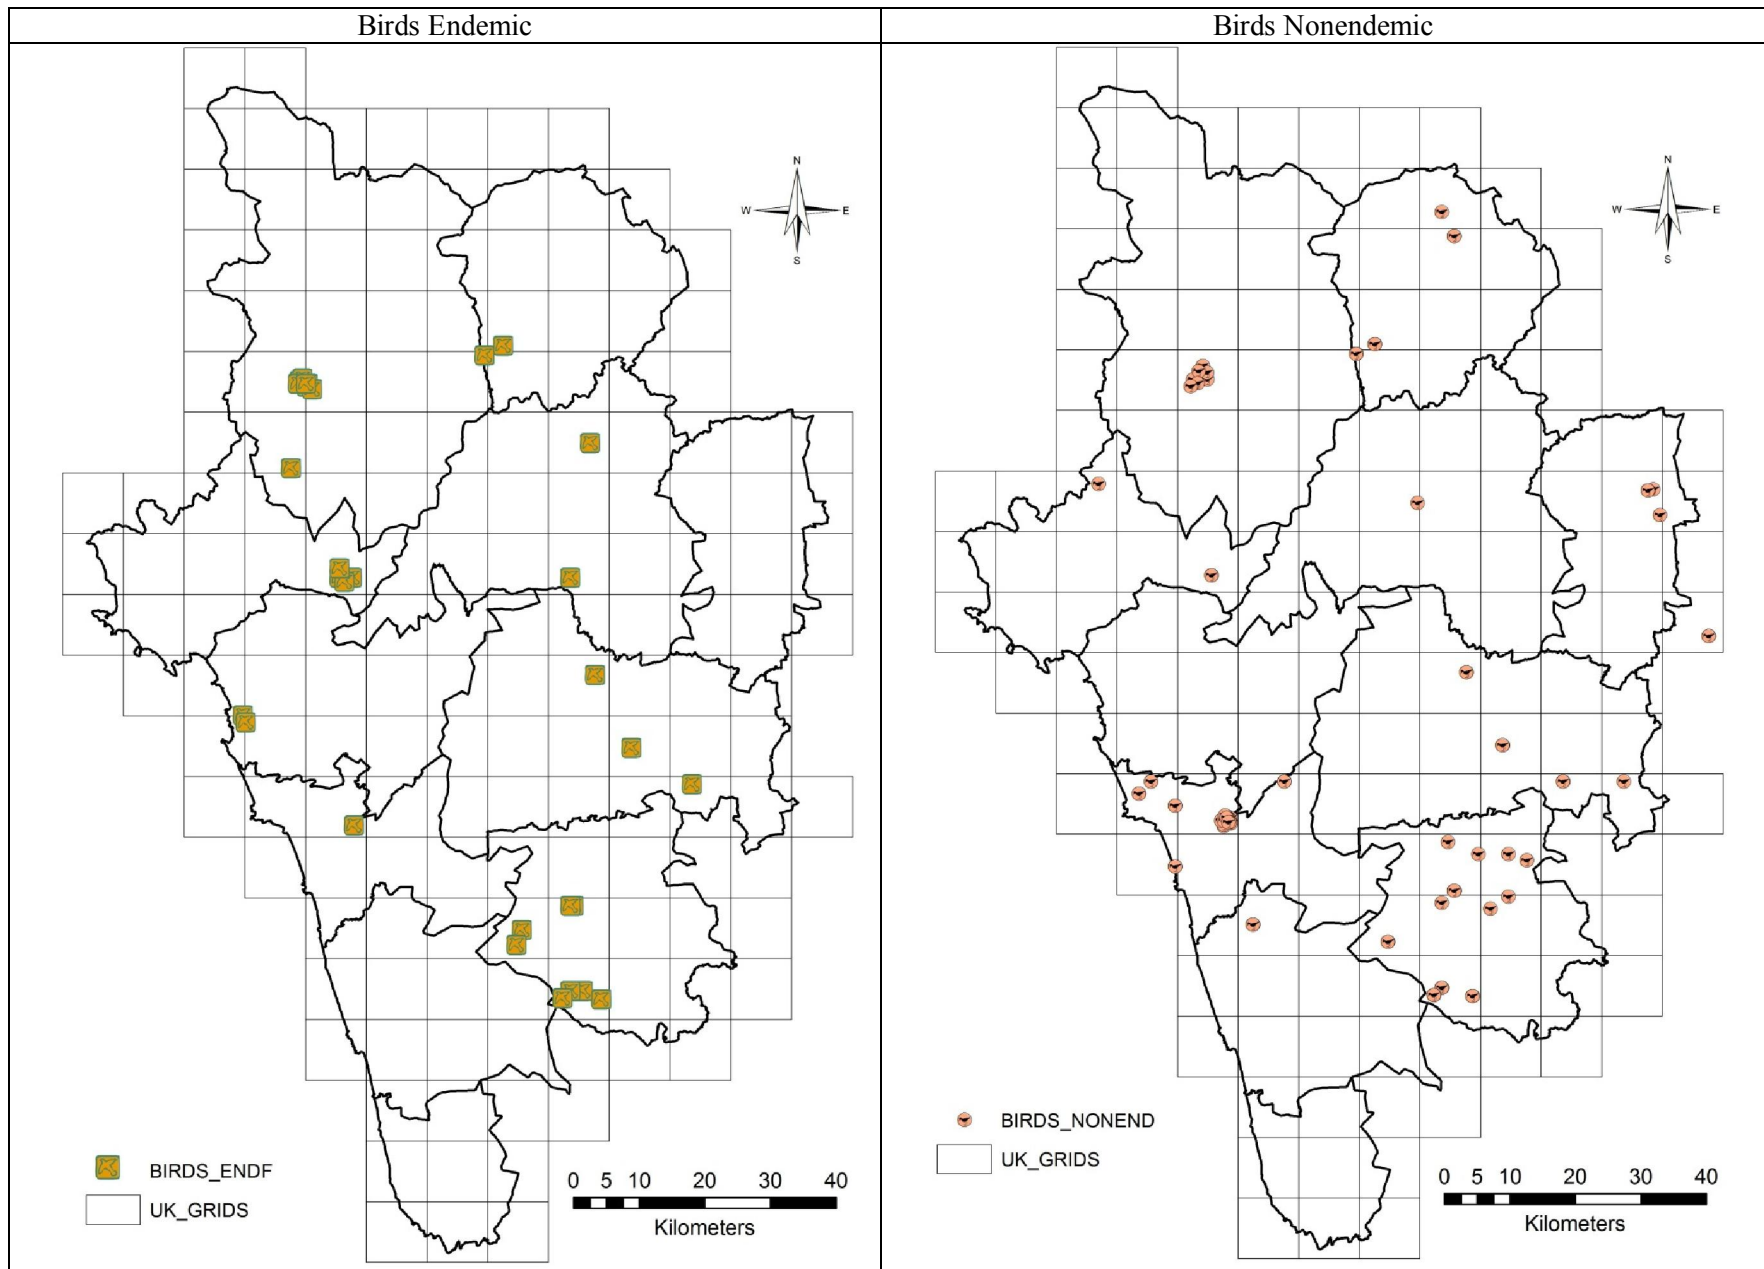 Birds Endemic
Birds Nonendemic
N
W E
S
BIRDS_ENDF
UK_GRIDS
0 5 10 20 30 40
Kilometers
N
W E
S
BIRDS_NONEND
UK_GRIDS
0 5 10 20 30 40
Kilometers